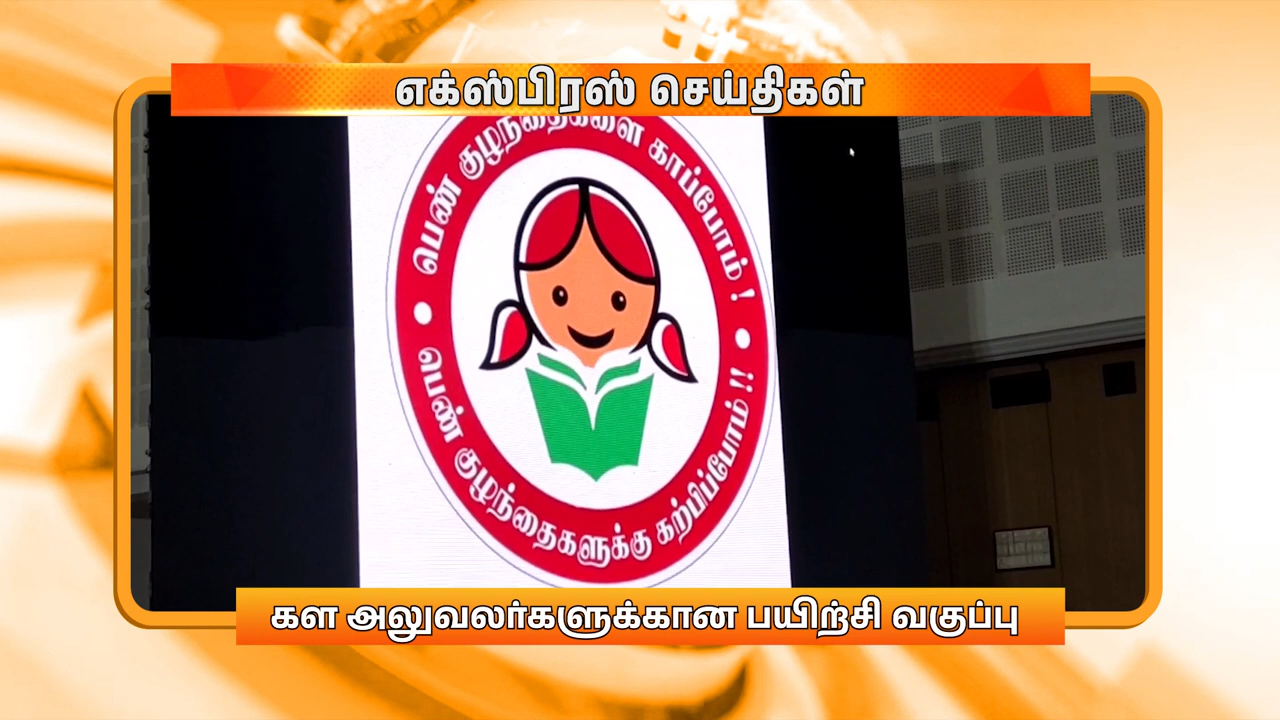 எக்ஸ்பிரஸ் செய்திகள்
பெண் குழந்தைகளை காப்போம் !
பெண் குழந்தைகளுக்கு கற்பிப்போம் !!
கள அலுவலர்களுக்கான பயிற்சி வகுப்பு